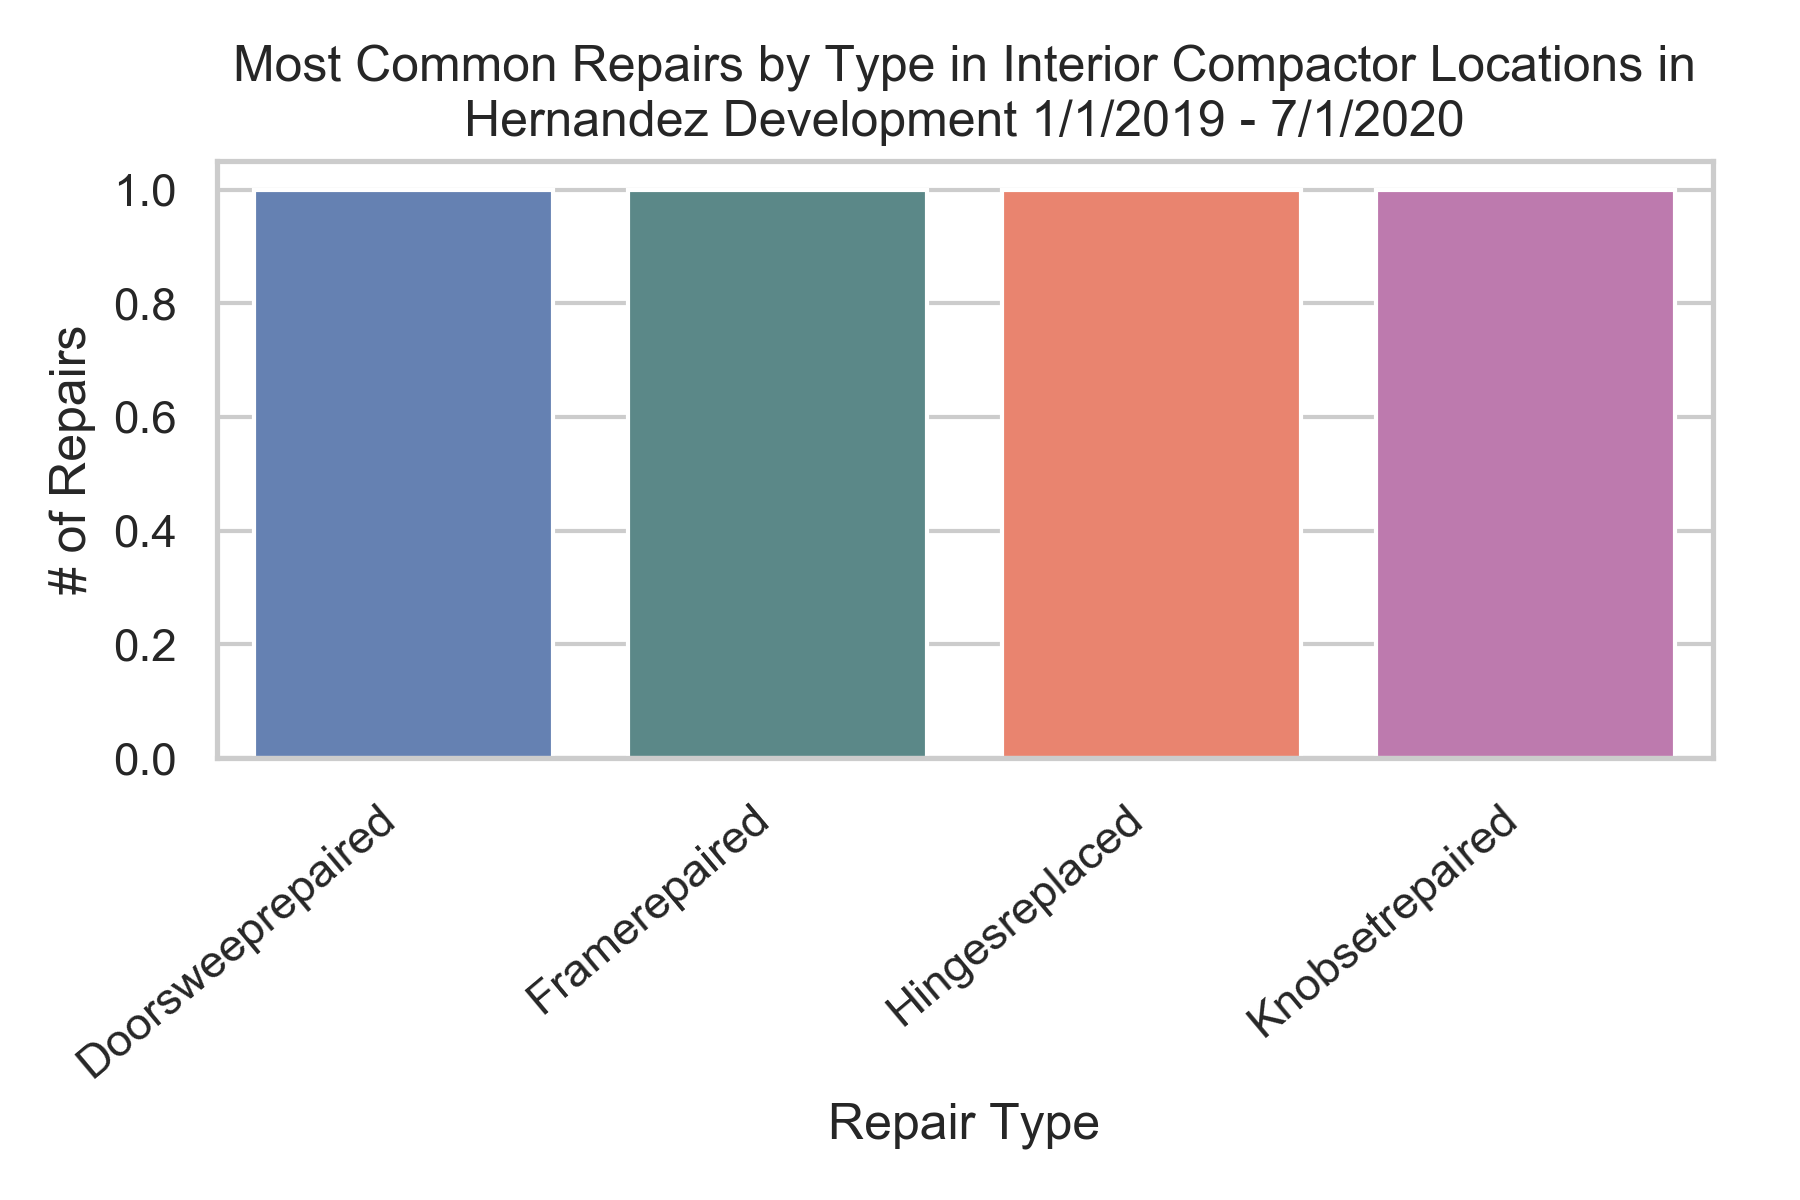 Most Common Repairs by Type in Interior Compactor Locations in
Hernandez Development 1/1/2019 - 7/1/2020
# of Repairs
1.0
0.8
0.6
0.4
0.2
0.0
Doorsweeprepaired
Framerepaired
Hingesreplaced
Knobsetrepaired
Repair Type